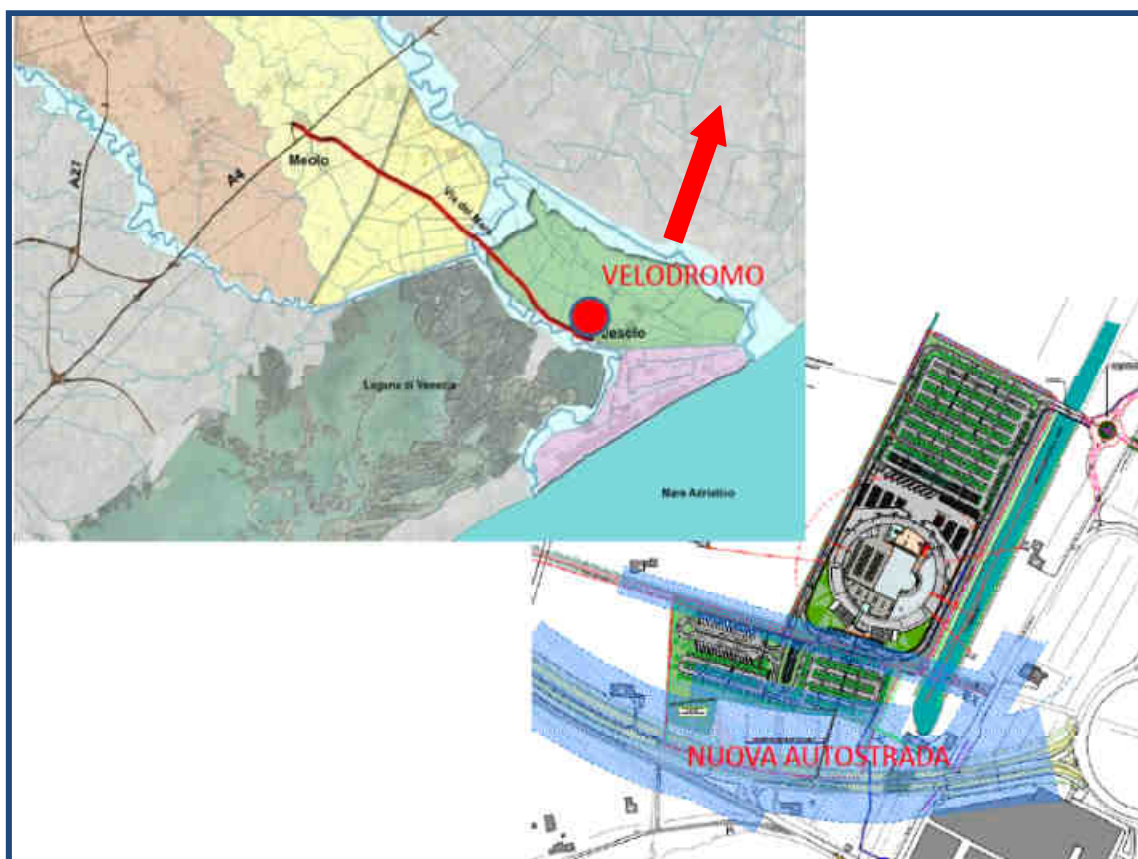 A27
A4
Meolo
Via del Mare
VELODROMO
Jesolo
Laguna di Venezia
Mare Adriatico
NUOVA AUTOSTRADA